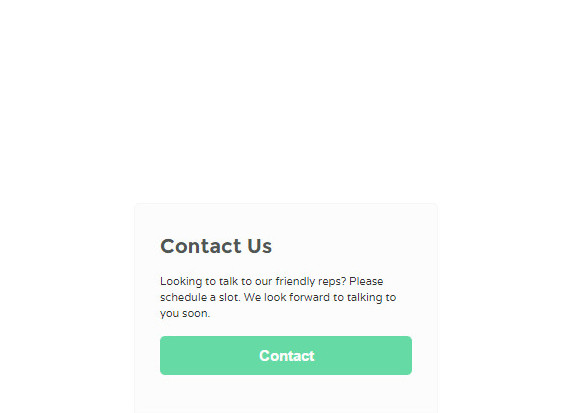 Contact Us
Looking to talk to our friendly reps? Please
schedule a slot. We look forward to talking to
you soon.
Contact